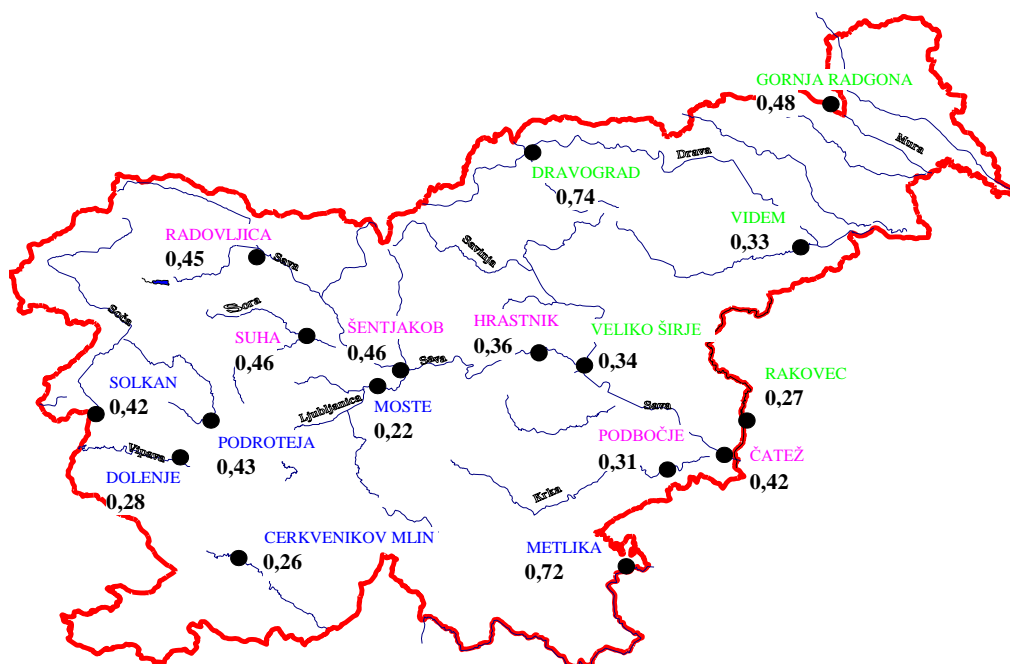 GORNJA RADGONA
0,48
Mura
Drava
DRAVOGRAD
0,74
VIDEM
0,33
RADOVLJICA
0,45
Sava
Savinja
Soča
Sora
SUHA
0,46
ŠENTJAKOB
0,46
Sava
HRASTNIK
0,36
VELIKO ŠIRJE
0,34
RAKOVEC
0,27
SOLKAN
0,42
Ljubljanica
MOSTE
0,22
Sava
Vipava
PODROTEJA
0,43
PODBOČJE
0,31
ČATEŽ
0,42
DOLENJE
0,28
Krka
CERKVENIKOV MLIN
0,26
METLIKA
0,72